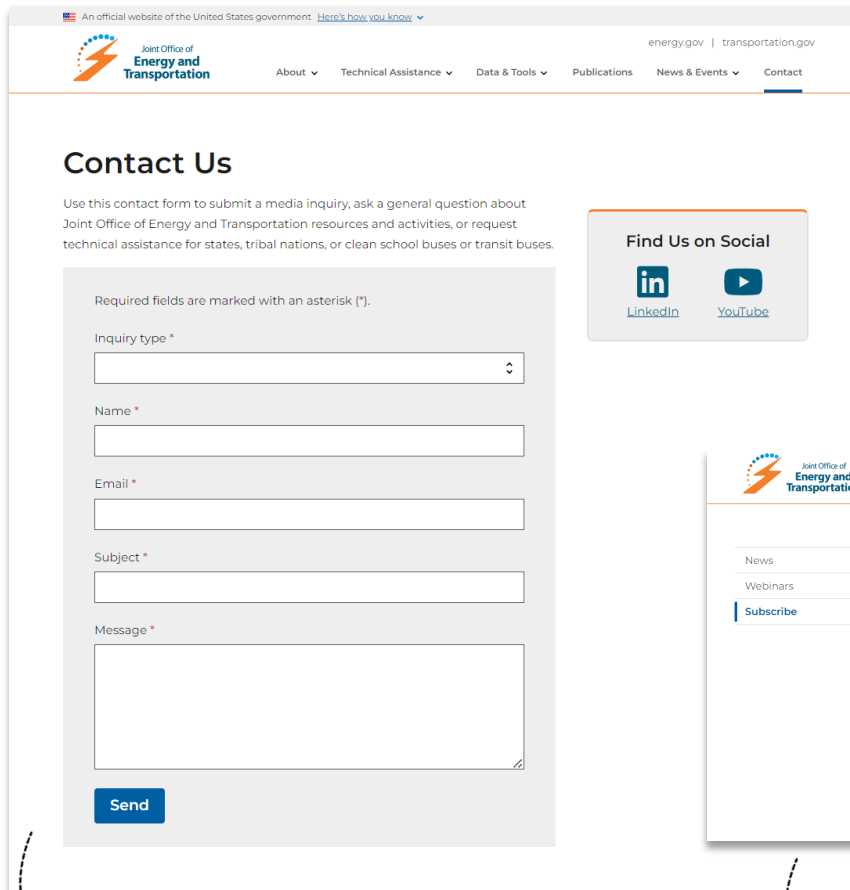 An official website of the United States government Here's how you know
Joint Office of
Energy and
Transportation
energy.gov | transportation.gov
About
Technical Assistance
Data & Tools
Publications
News & Events
Contact
Contact Us
Use this contact form to submit a media inquiry, ask a general question about
Joint Office of Energy and Transportation resources and activities, or request
technical assistance for states, tribal nations, or clean school buses or transit buses.
Find Us on Social
LinkedIn
YouTube
Required fields are marked with an asterisk (*).
Inquiry type *
Name *
Email *
Subject *
Message *
Send
Joint Office of
Energy and
Transportatio
News
Webinars
Subscribe